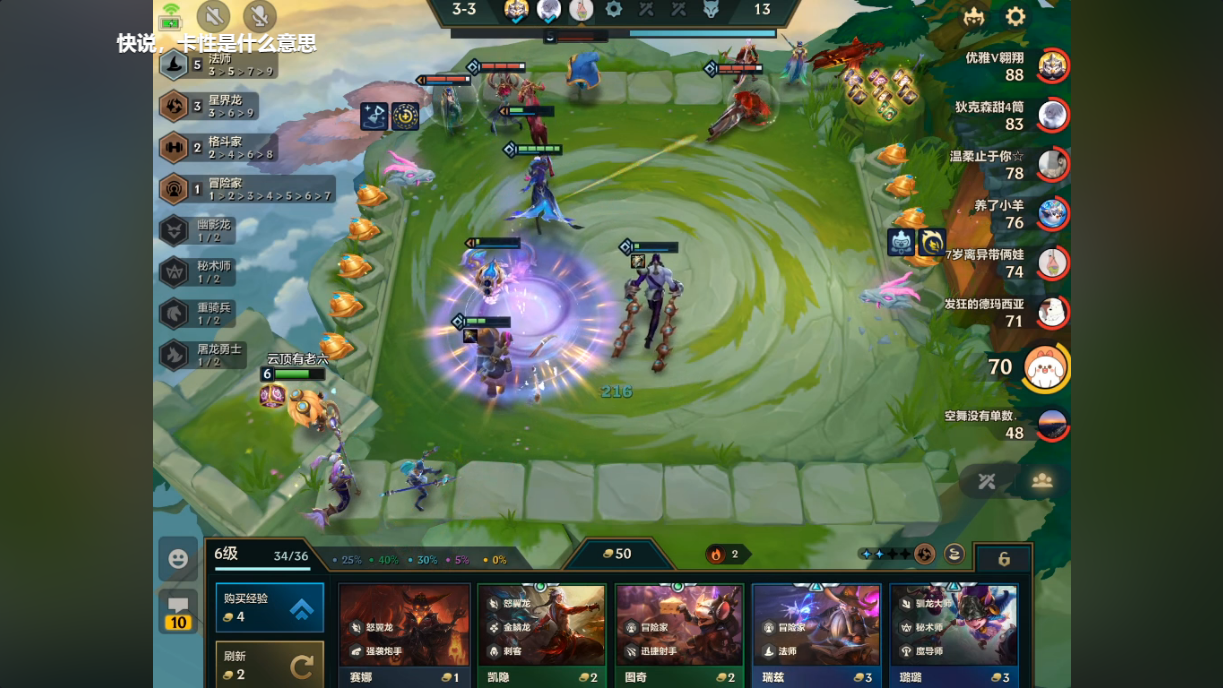 3-3
13
快说，卡性是什么意思
5
法师
3 > 5 > 7 > 9
3
星界龙
3 > 6 > 9
2
格斗家
2 > 4 > 6 > 8
1
冒险家
1 > 2 > 3 > 4 > 5 > 6 > 7
幽影龙
1 / 2
秘术师
1 / 2
重骑兵
1 / 2
屠龙勇士
1 / 2
云顶有老六
6
216
优雅V翱翔
88
狄克森甜4筒
83
温柔止于你☆
78
养了小羊
76
7岁离异带俩娃
74
发狂的德玛西亚
71
70
空舞没有单数.
48
6级
34/36
25%
40%
30%
5%
0%
50
2
6
10
购买经验
4
刷新
2
怒翼龙
强袭炮手
赛娜
1
怒翼龙
金鳞龙
刺客
凯隐
2
冒险家
迅捷射手
图奇
2
冒险家
法师
瑞兹
3
驯龙大师
秘术师
魔导师
璐璐
3